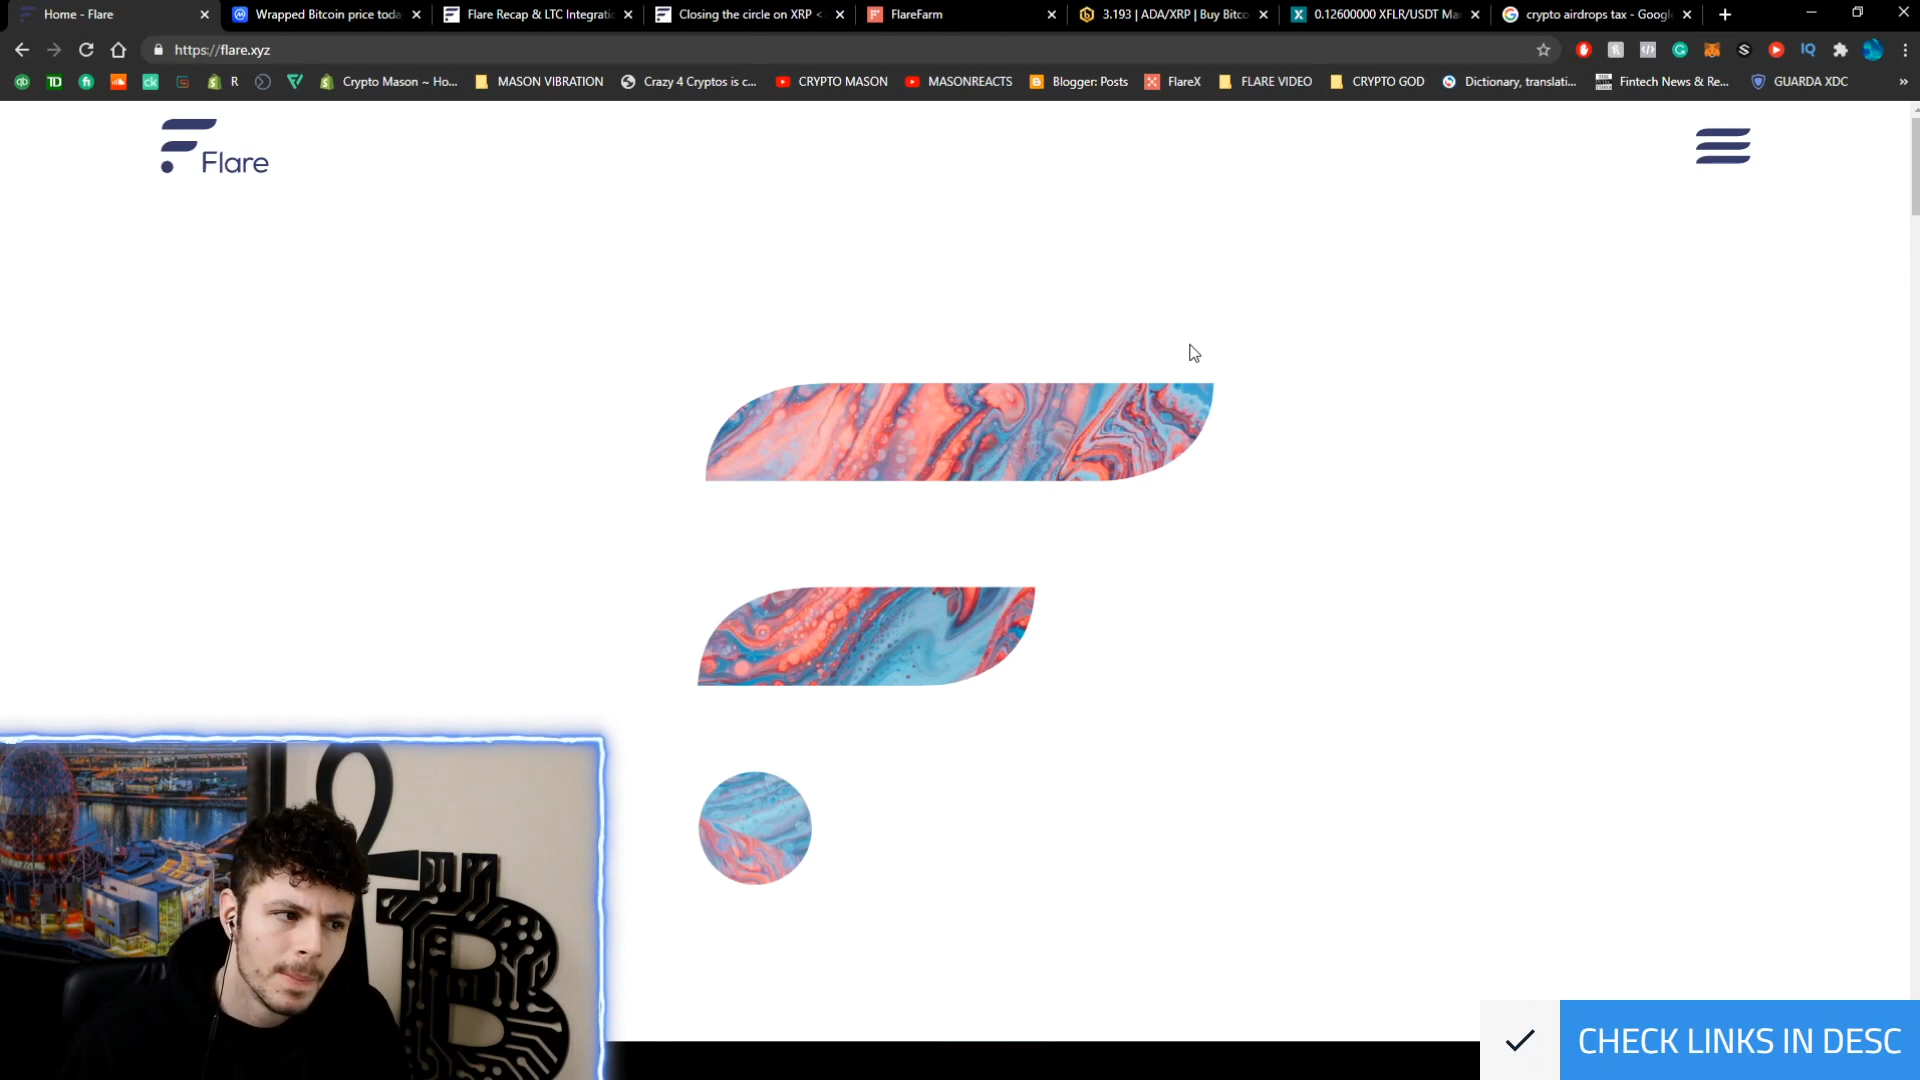 Home - Flare
Wrapped Bitcoin price toda
Flare Recap & LTC Integratio
Closing the circle on XRP <
FlareFarm
3.193 | ADA/XRP | Buy Bitco
0.12600000 XFLR/USDT Ma
crypto airdrops tax - Googl
https://flare.xyz
R
Crypto Mason ~ Ho...
MASON VIBRATION
Crazy 4 Cryptos is c...
CRYPTO MASON
MASONREACTS
Blogger: Posts
FlareX
FLARE VIDEO
CRYPTO GOD
Dictionary, translati...
Fintech News & Re...
GUARDA XDC
Flare
CHECK LINKS IN DESC